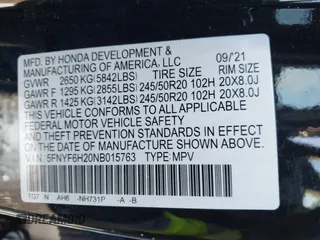 MFD. BY HONDA DEVELOPMENT &
MANUFACTURING OF AMERICA, LLC 09/21
GVWR 2650 KG(5842LBS) TIRE SIZE RIM SIZE
GAWR F 1295 KG(2855LBS) 245/50R20 102H 20X8.0J
GAWR R 1425 KG(3142LBS) 245/50R20 102H 20X8.0J
THIS VEHICLE CONFORMS TO ALL APPLICABLE
FEDERAL MOTOR VEHICLE SAFETY AND THEFT
PREVENTION STANDARDS IN EFFECT ON THE
DATE OF MANUFACTURE SHOWN ABOVE.
VIN: 5FNYF6H20NB015763 TYPE: MPV
TG7 N AH6 -NH731P -A -B